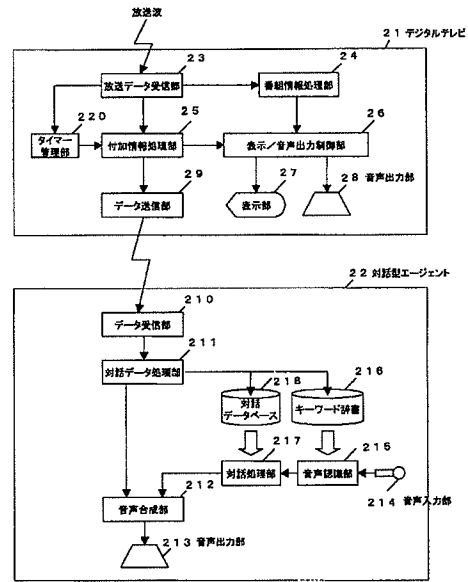 放送波
21 デジタルテレビ
23
24
放送データ受信部
番組情報処理部
220
25
26
タイマー
管理部
付加情報処理部
表示／音声出力制御部
29
27
28 音声出力部
データ送信部
表示部
22 対話型エージェント
210
データ受信部
211
対話データ処理部
218
216
対話
データベース
キーワード辞書
217
215
対話処理部
音声認識部
212
214 音声入力部
音声合成部
213 音声出力部